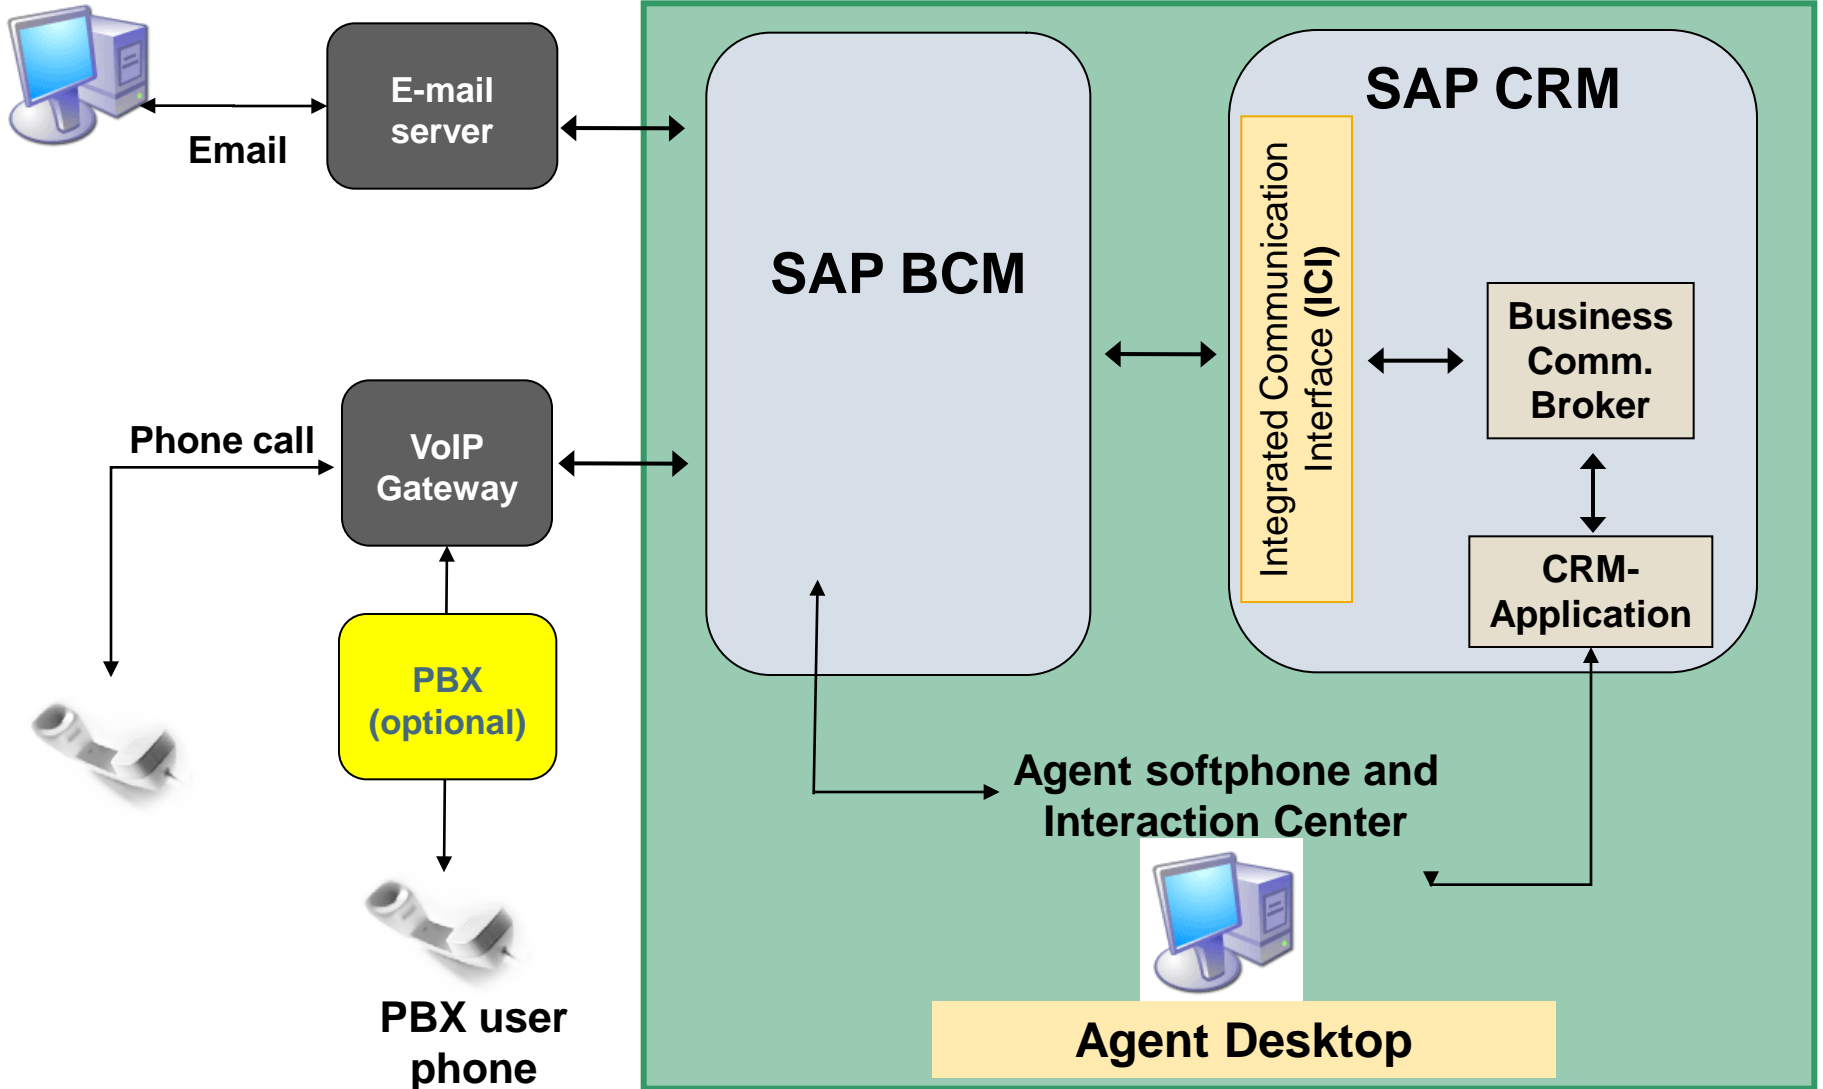 E-mail
server
Email
SAP BCM
SAP CRM
Integrated Communication
Interface (ICI)
Business
Comm.
Broker
CRM-
Application
Phone call
VoIP
Gateway
PBX
(optional)
PBX user
phone
Agent softphone and
Interaction Center
Agent Desktop